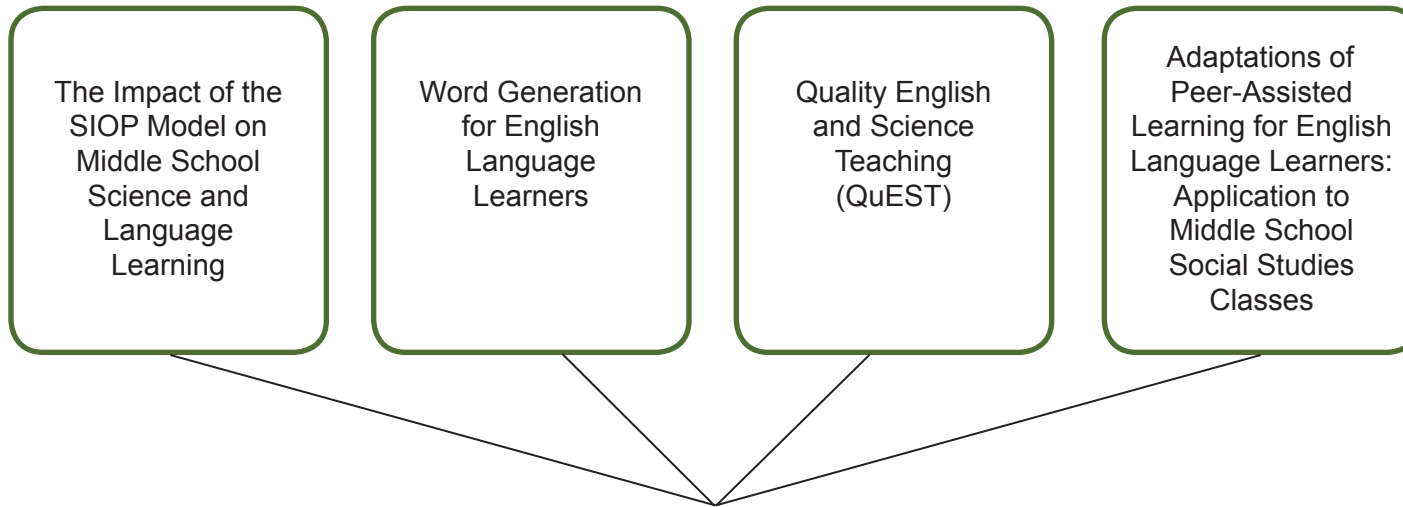 The Impact of the
SIOP Model on
Middle School
Science and
Language
Learning
Word Generation
for English
Language
Learners
Quality English
and Science
Teaching
(QuEST)
Adaptations of
Peer-Assisted
Learning for English
Language Learners:
Application to
Middle School
Social Studies
Classes